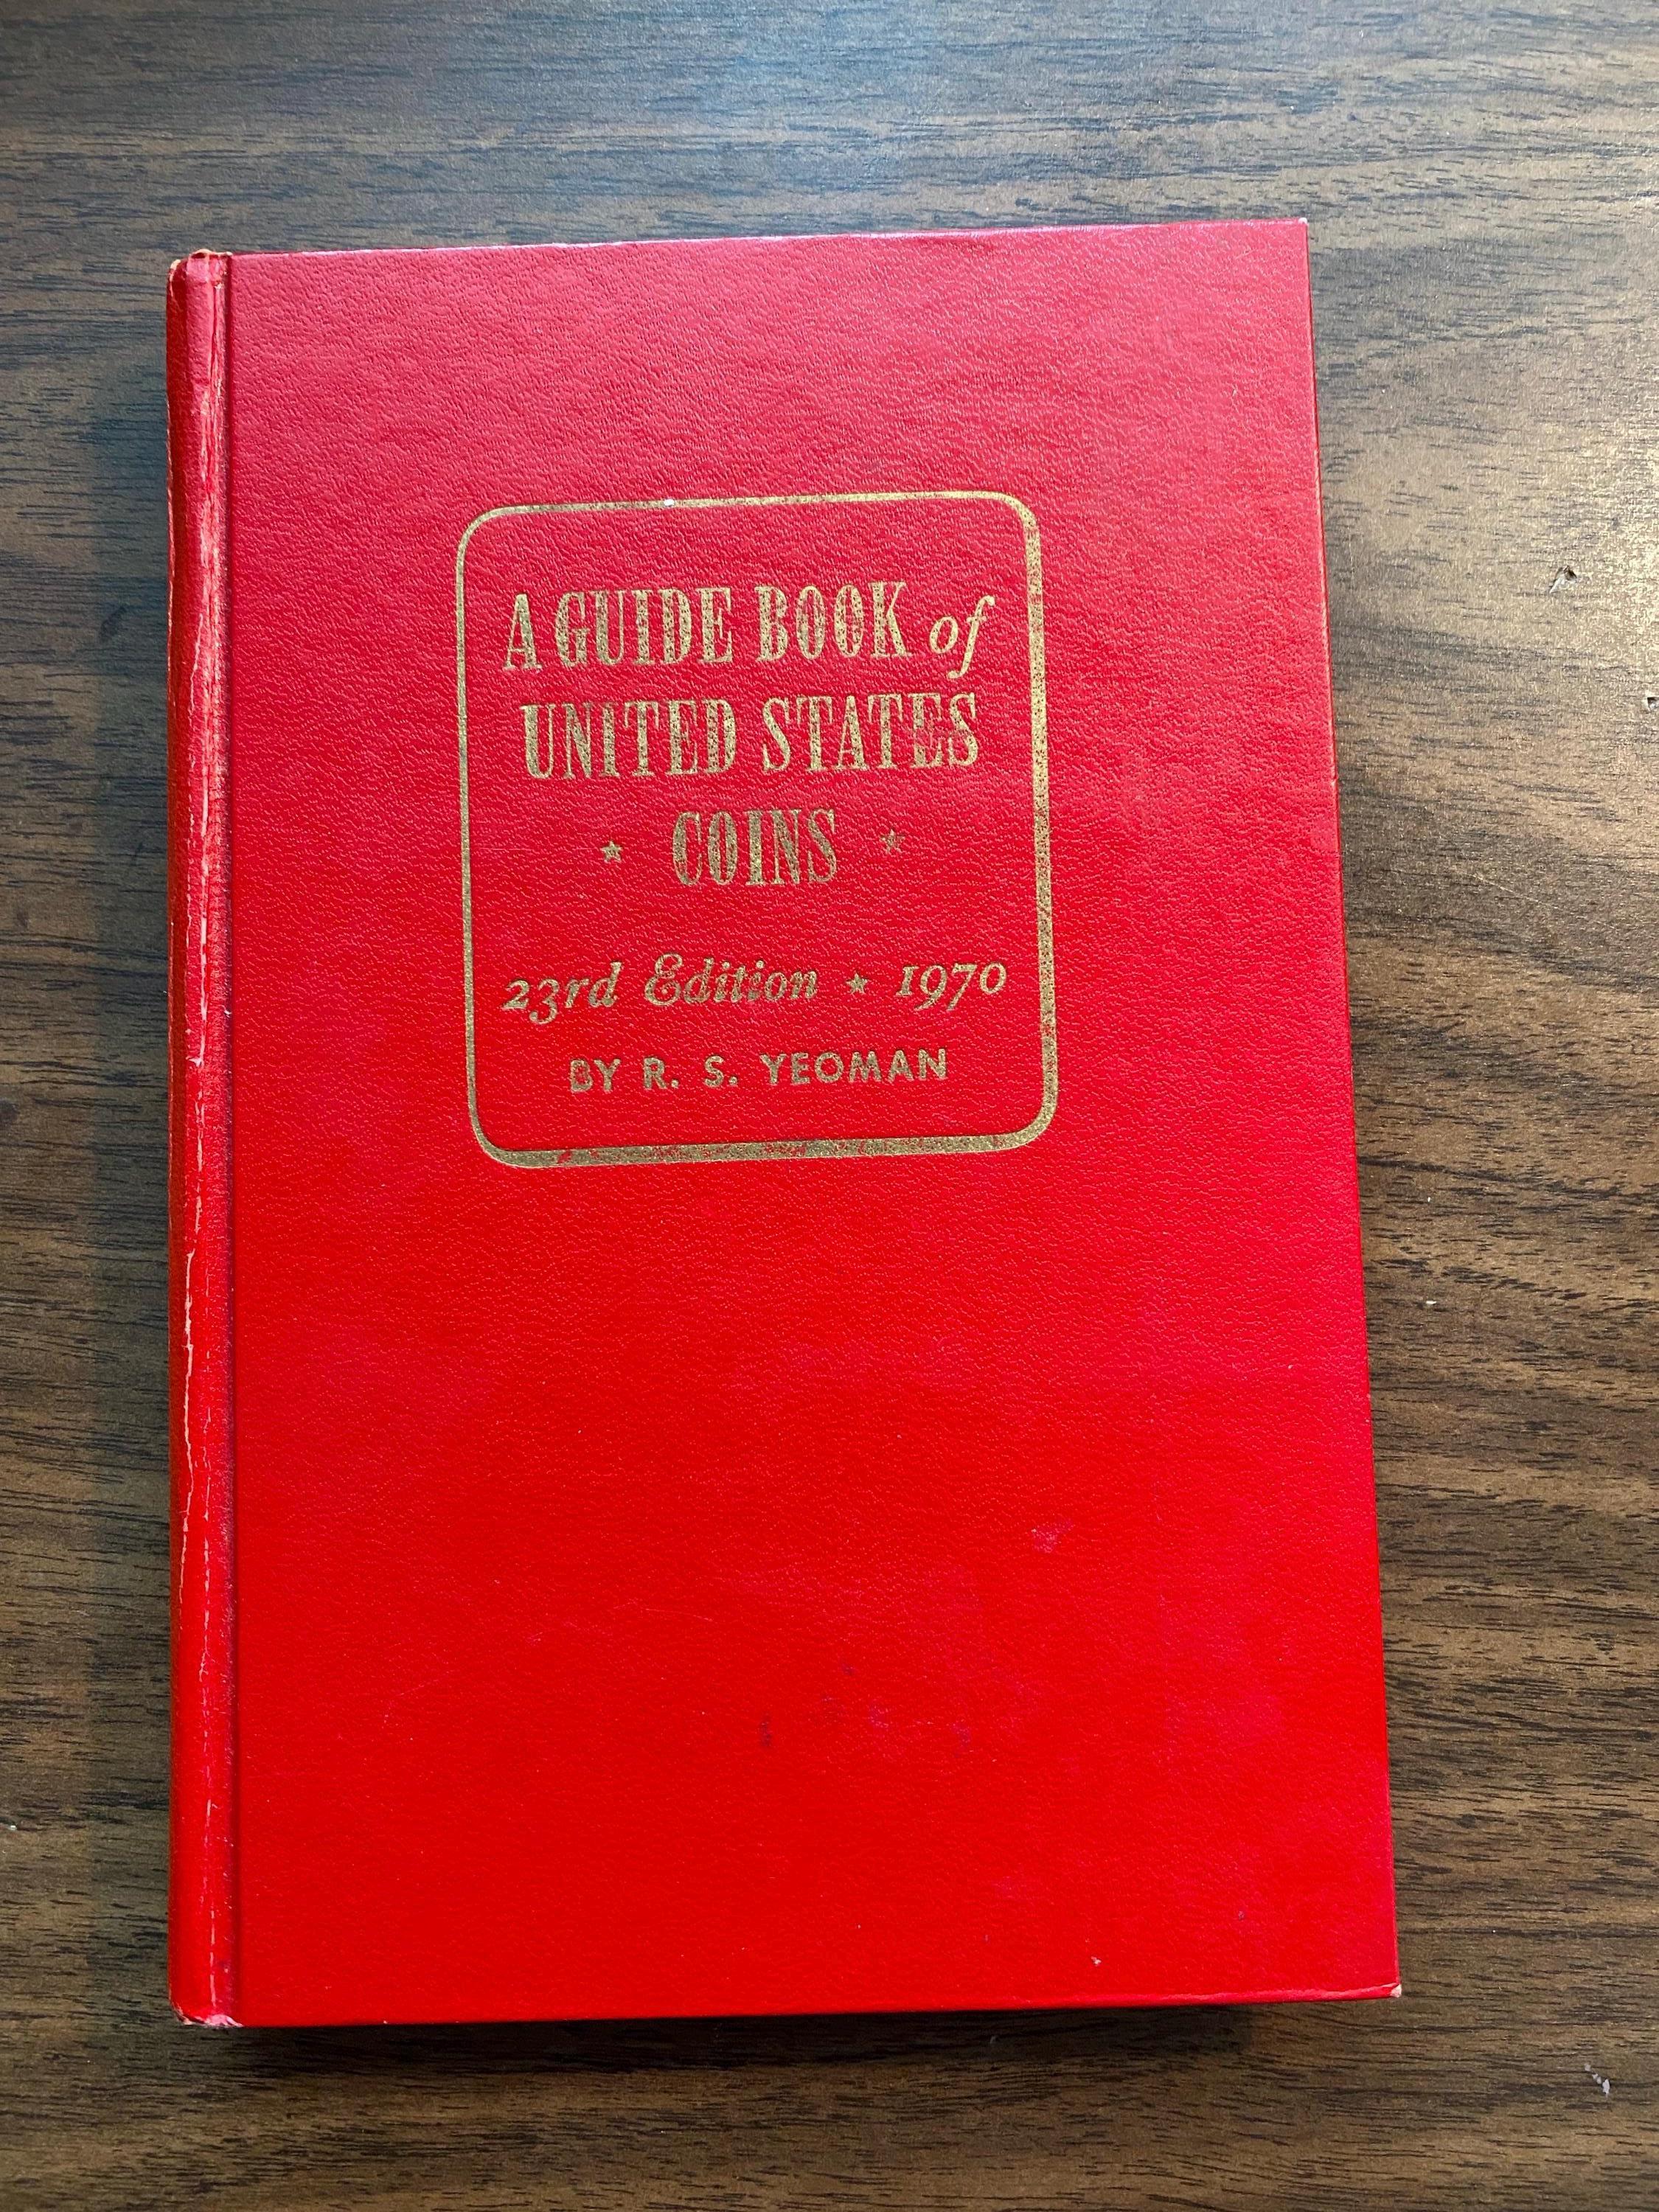 A GUIDE BOOK of
UNITED STATES
★ COINS ★
23rd Edition ★ 1970
BY R. S. YEOMAN